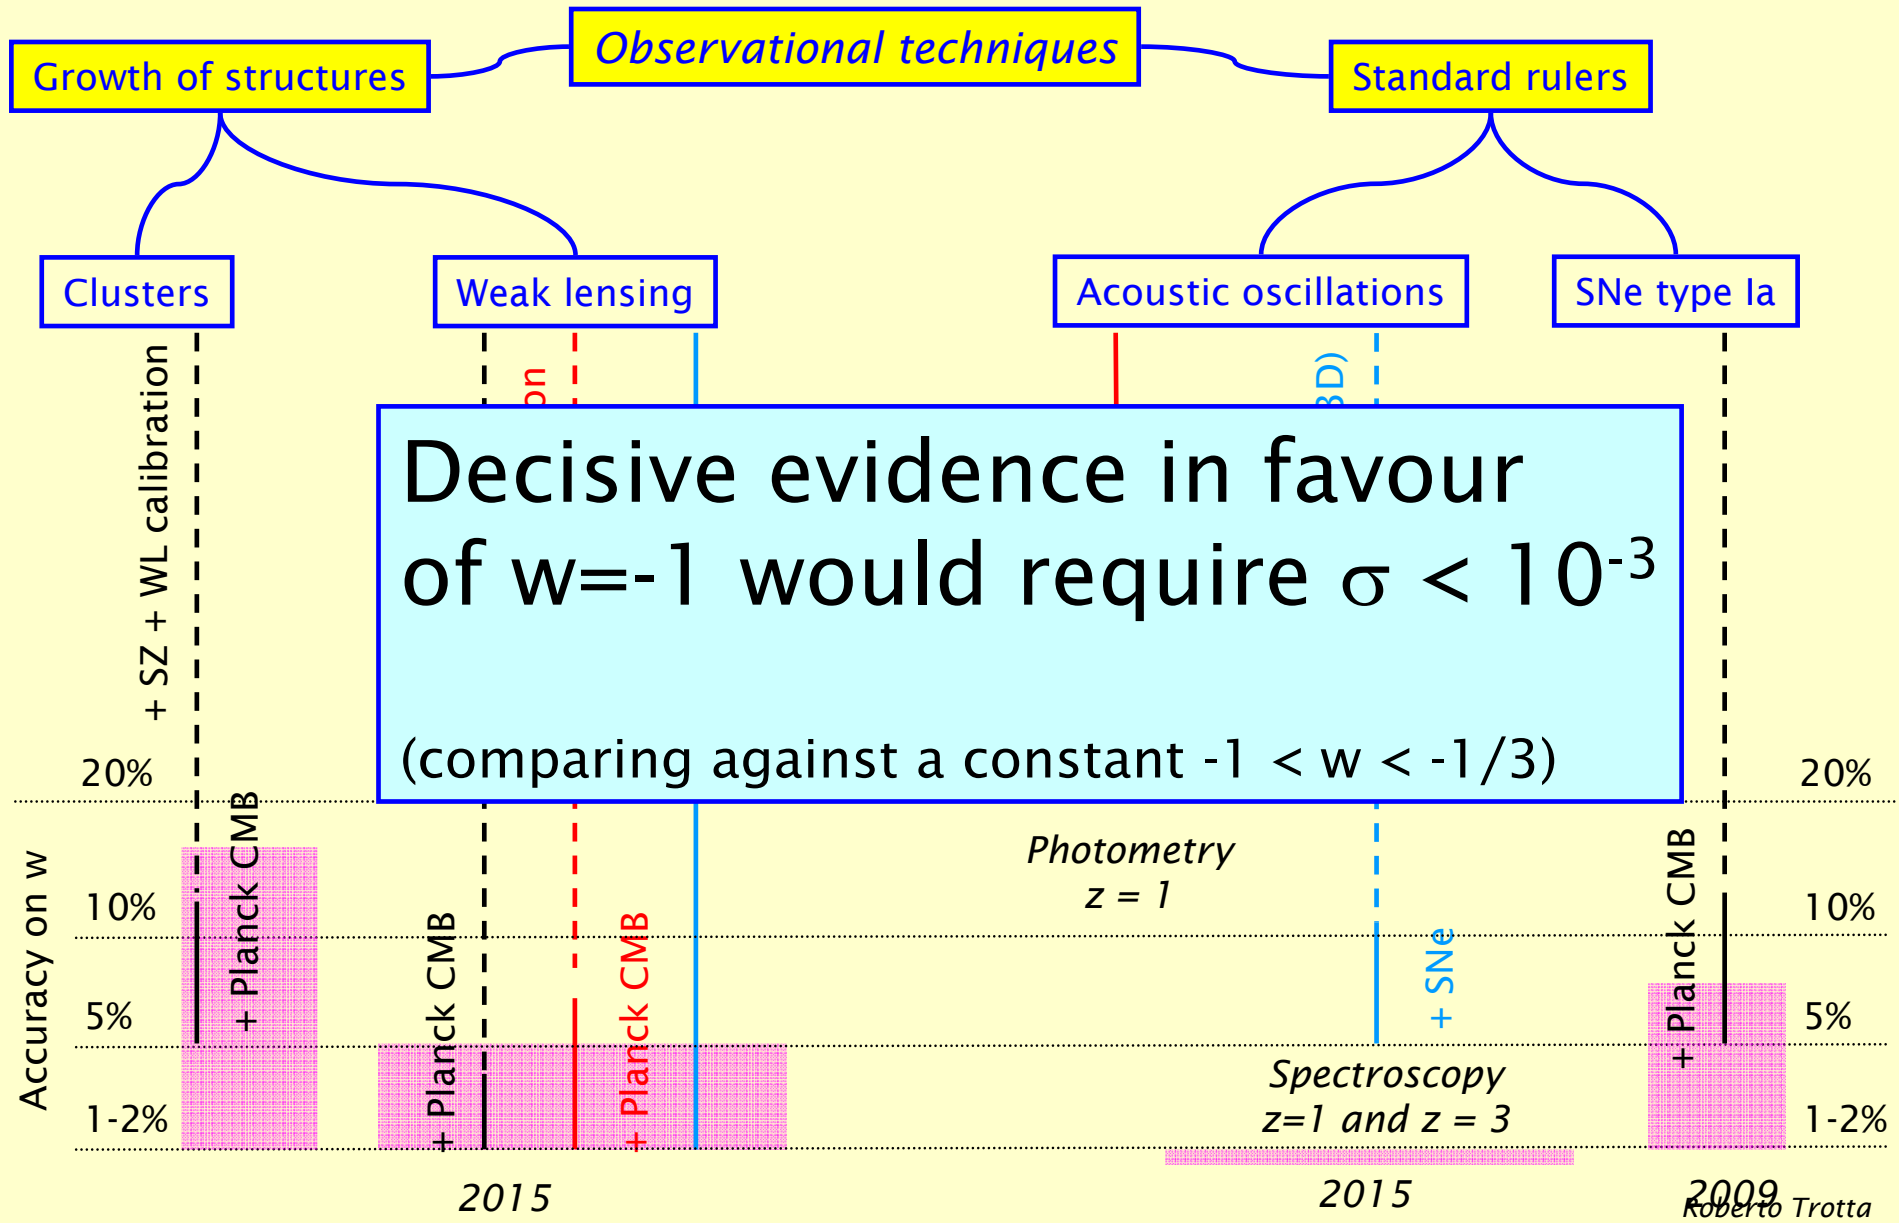 Observational techniques
Growth of structures
Standard rulers
Clusters
Weak lensing
Acoustic oscillations
SNe type Ia
+ SZ + WL calibration
Decisive evidence in favour
of w=-1 would require σ < 10⁻³
(comparing against a constant -1 < w < -1/3)
20%
20%
Accuracy on w
+ Planck CMB
Photometry
z = 1
+ Planck CMB
10%
10%
+ Planck CMB
+ Planck CMB
+ SNe
5%
5%
Spectroscopy
z=1 and z = 3
1-2%
1-2%
2015
2015
2009
Roberto Trotta